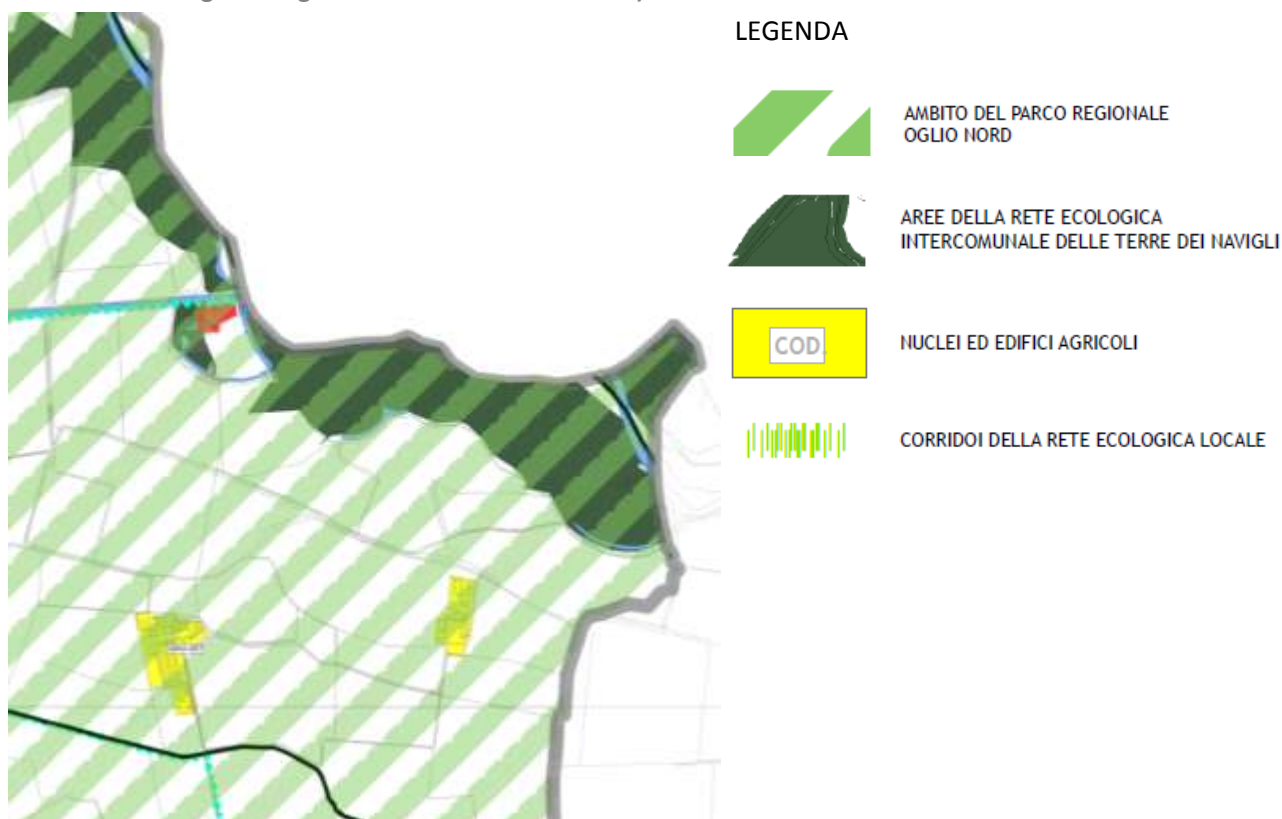 LEGENDA
AMBITO DEL PARCO REGIONALE
OGLIO NORD
AREE DELLA RETE ECOLOGICA
INTERCOMUNALE DELLE TERRE DEI NAVIGLI
COD.
NUCLEI ED EDIFICI AGRICOLI
CORRIDOI DELLA RETE ECOLOGICA LOCALE